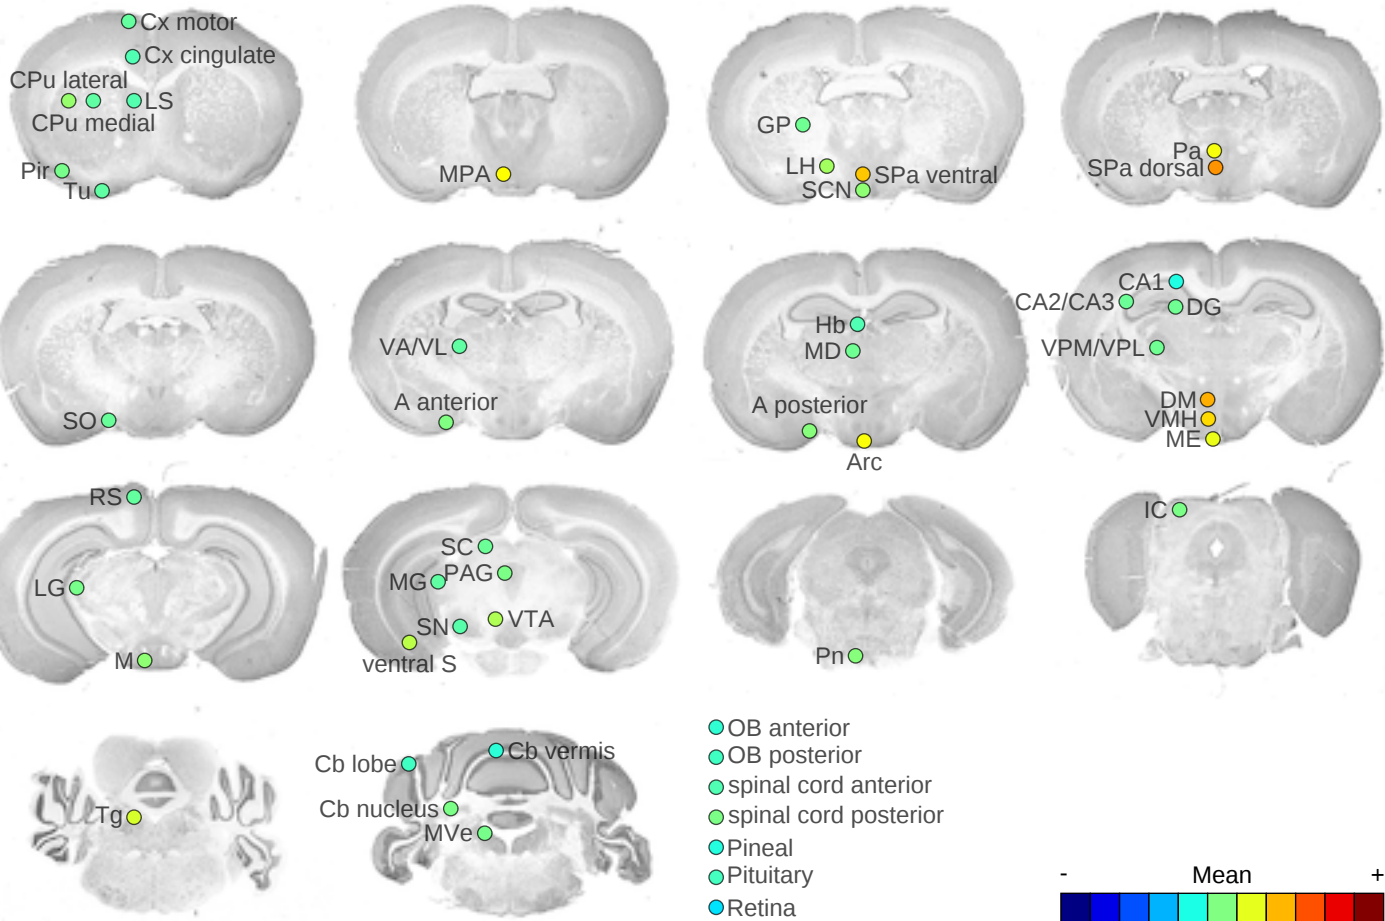 Cx motor
Cx cingulate
CPu lateral
LS
CPu medial
Pir
Tu
MPA
GP
LH
SPa ventral
SCN
Pa
SPa dorsal
SO
VA/VL
A anterior
Hb
MD
A posterior
Arc
CA1
CA2/CA3
DG
VPM/VPL
DM
VMH
ME
RS
LG
M
SC
PAG
MG
VTA
SN
ventral S
Pn
IC
Tg
Cb lobe
Cb vermis
Cb nucleus
MVe
OB anterior
OB posterior
spinal cord anterior
spinal cord posterior
Pineal
Pituitary
Retina
- Mean +